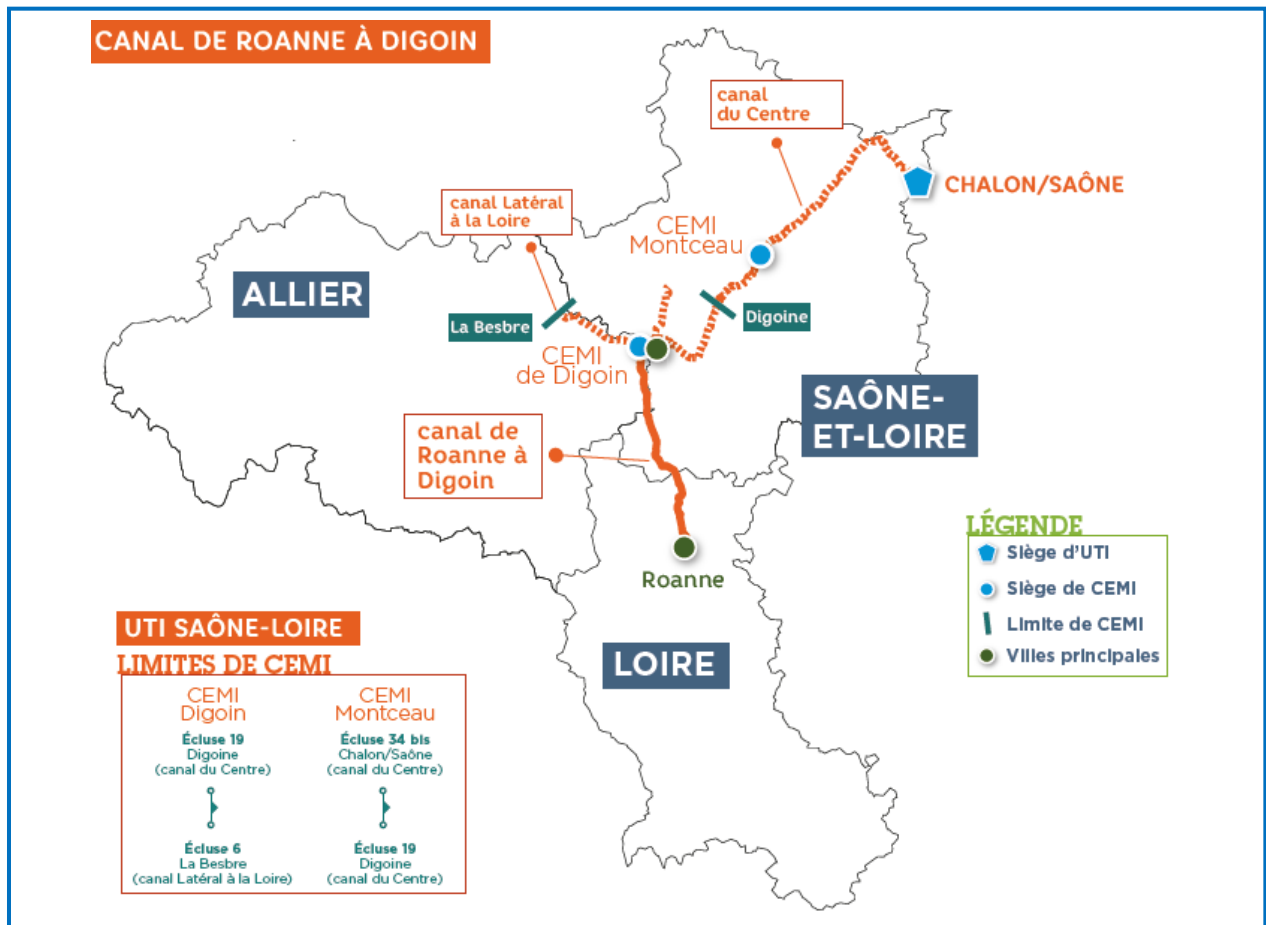 CANAL DE ROANNE À DIGOIN
canal
du Centre
CHALON/SAÔNE
canal Latéral
à la Loire
CEMI
Montceau
ALLIER
La Besbre
Digoine
CEMI
de Digoin
SAÔNE-
ET-LOIRE
canal de
Roanne à
Digoin
Roanne
LÉGENDE
Siège d'UTI
Siège de CEMI
Limite de CEMI
Villes principales
UTI SAÔNE-LOIRE
LIMITES DE CEMI
CEMI
Digoin
Écluse 19
Digoine
(canal du Centre)
Écluse 6
La Besbre
(canal Latéral à la Loire)
CEMI
Montceau
Écluse 34 bis
Chalon/Saône
(canal du Centre)
Écluse 19
Digoine
(canal du Centre)
LOIRE